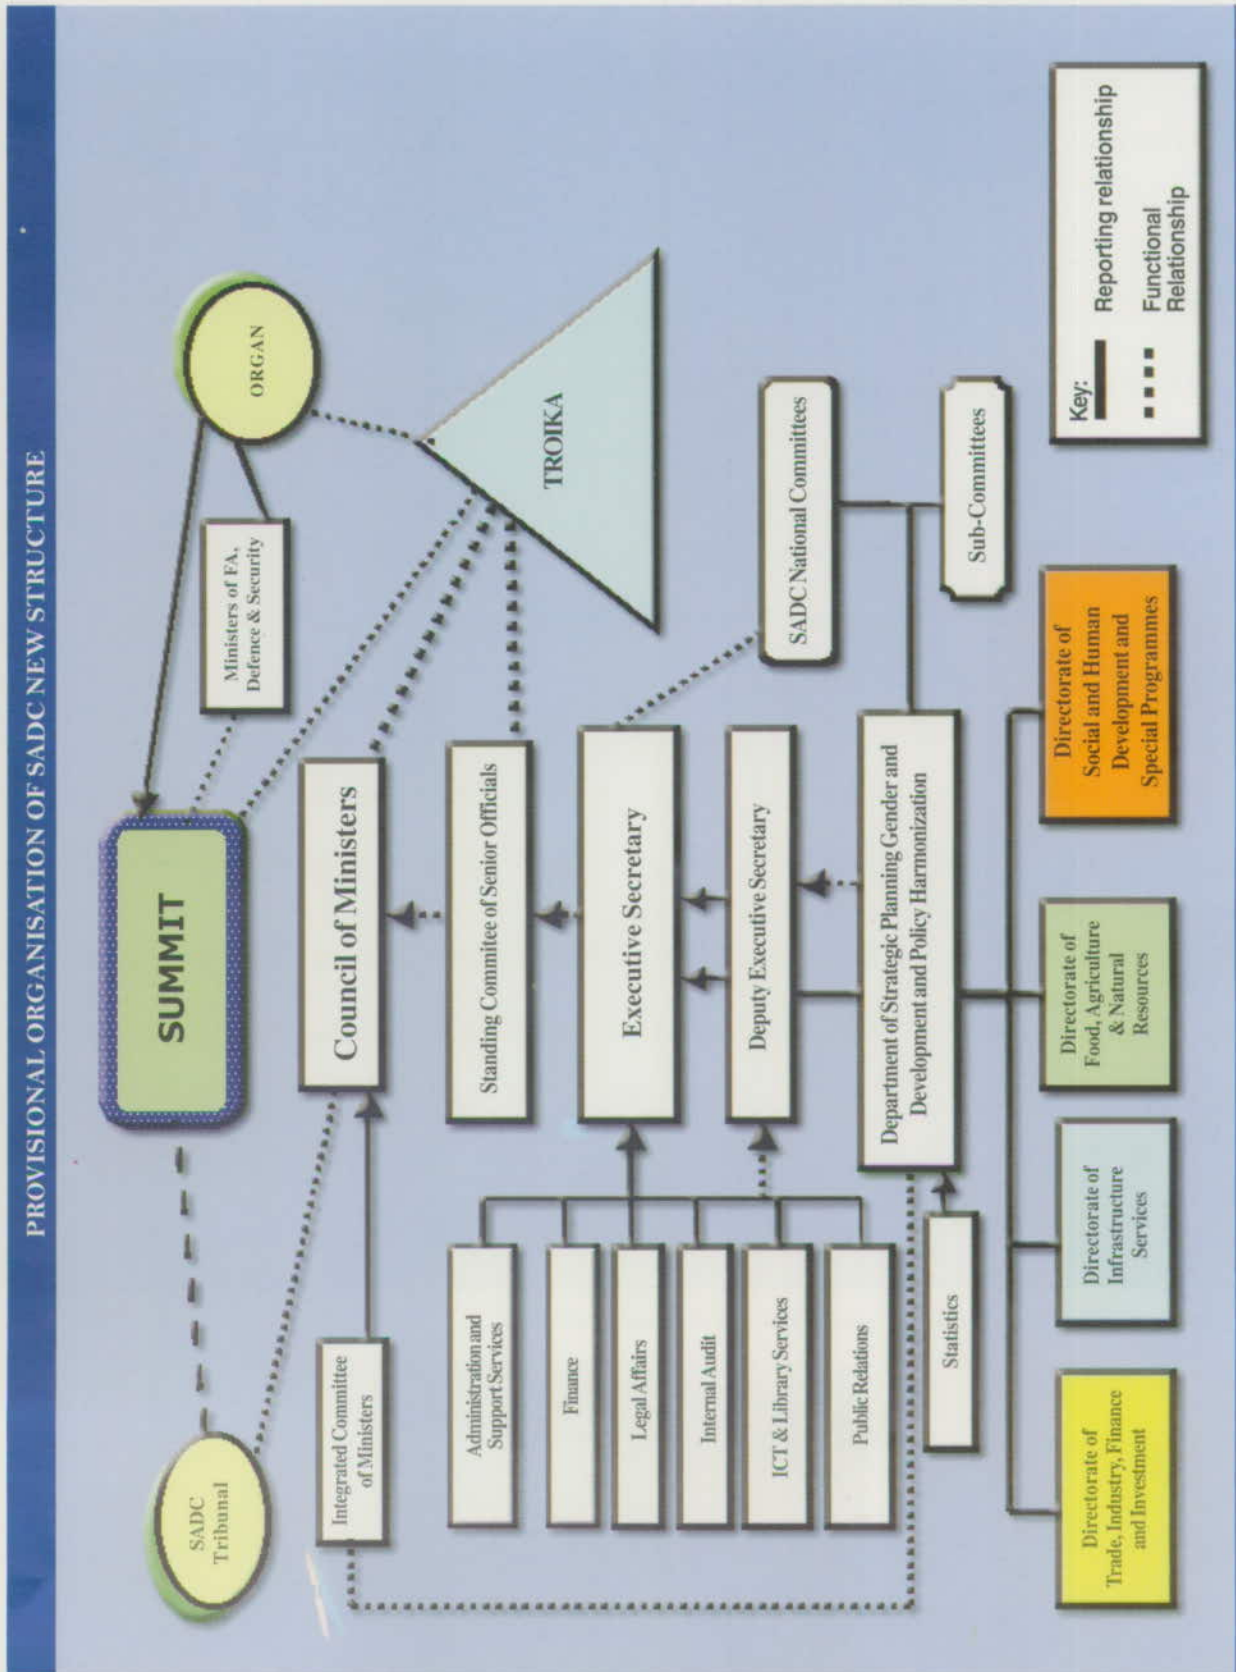 PROVISIONAL ORGANISATION OF SADC NEW STRUCTURE
SUMMIT
SADC
Tribunal
ORGAN
Ministers of FA,
Defence & Security
TROIKA
Integrated Committee
of Ministers
Council of Ministers
Standing Committee of Senior Officials
Executive Secretary
Deputy Executive Secretary
Administration and
Support Services
Finance
Legal Affairs
Internal Audit
ICT & Library Services
Public Relations
Department of Strategic Planning Gender and
Development and Policy Harmonization
SADC National Committees
Sub-Committees
Statistics
Directorate of
Trade, Industry, Finance
and Investment
Directorate of
Infrastructure
Services
Directorate of
Food, Agriculture
& Natural
Resources
Directorate of
Social and Human
Development and
Special Programmes
Key:
Reporting relationship
Functional
Relationship